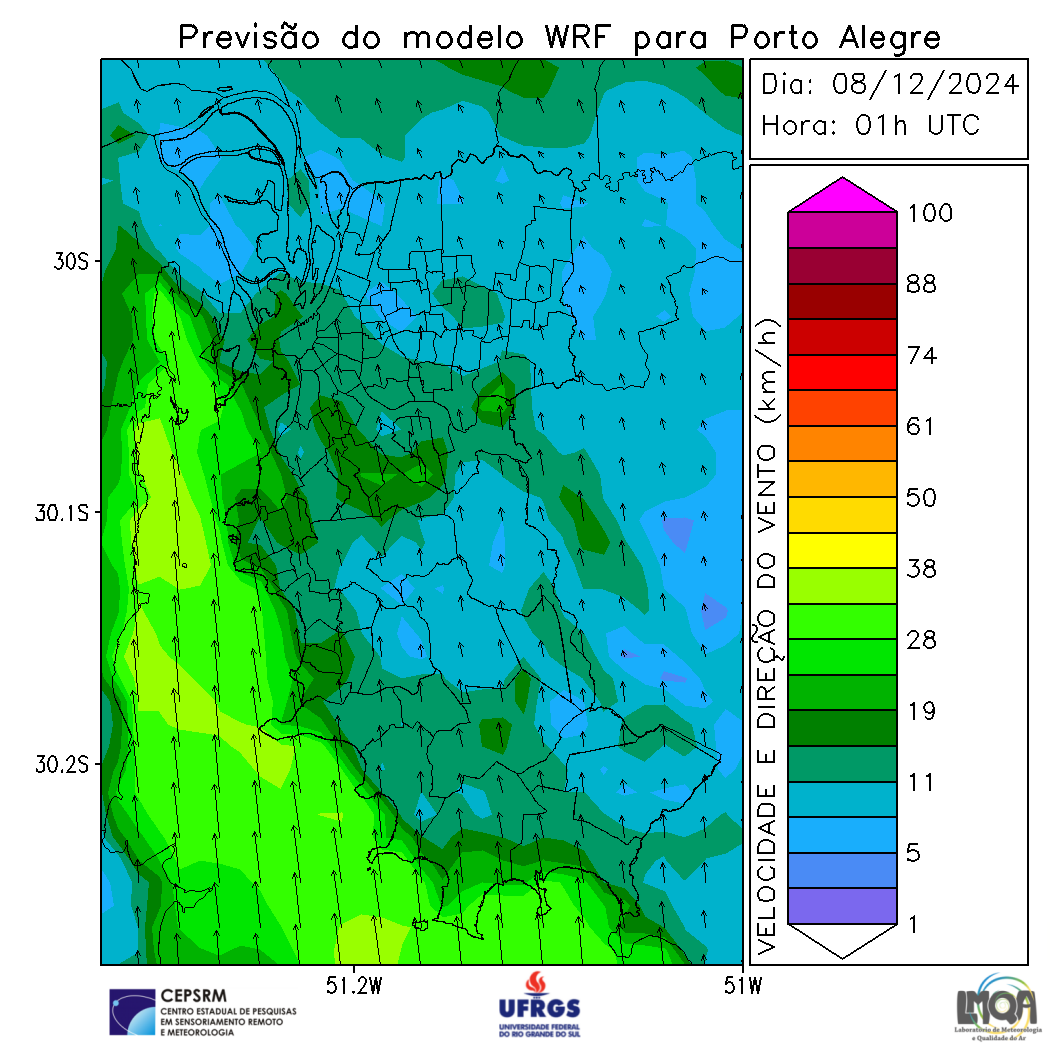 Previsão do modelo WRF para Porto Alegre
Dia: 08/12/2024
Hora: 01h UTC
30S
30.1S
30.2S
51.2W
51W
VELOCIDADE E DIREÇÃO DO VENTO (km/h)
100
88
74
61
50
38
28
19
11
5
1
CEPSRM
CENTRO ESTADUAL DE PESQUISAS
EM SENSORIAMENTO REMOTO
E METEOROLOGIA
UFRGS
UNIVERSIDADE FEDERAL
DO RIO GRANDE DO SUL
LMQA
Laboratório de Meteorologia
e Qualidade do Ar